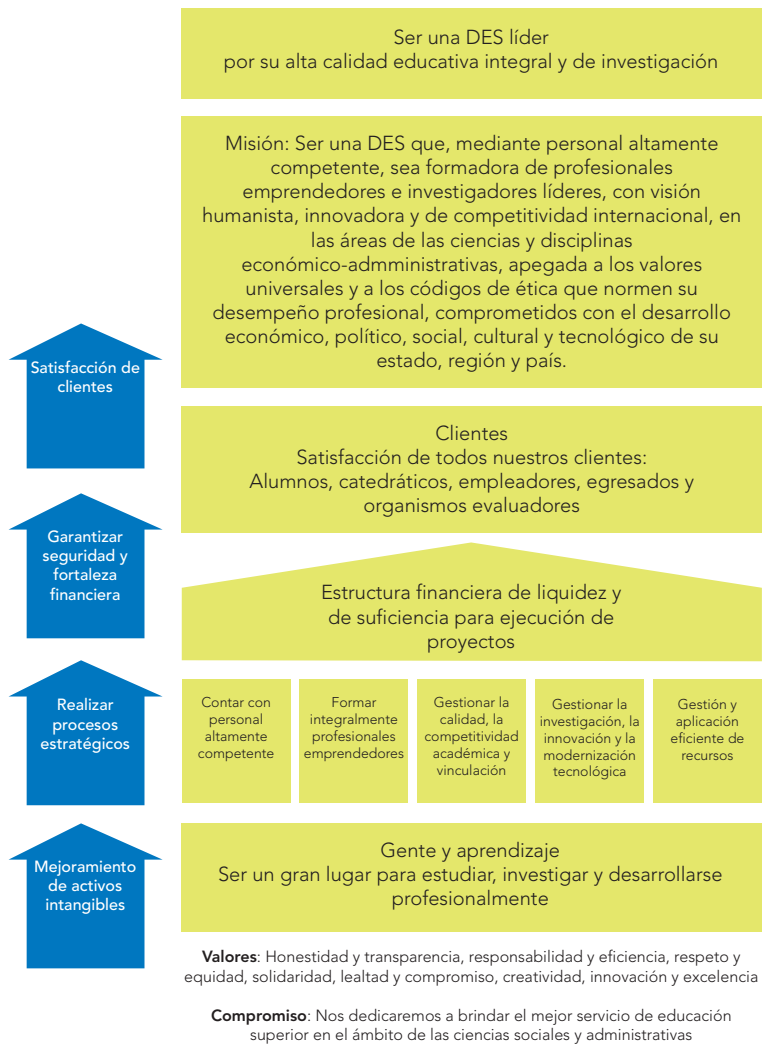 Ser una DES líder
por su alta calidad educativa integral y de investigación
Misión: Ser una DES que, mediante personal altamente
competente, sea formadora de profesionales
emprendedores e investigadores líderes, con visión
humanista, innovadora y de competitividad internacional, en
las áreas de las ciencias y disciplinas
económico-admministrativas, apegada a los valores
universales y a los códigos de ética que normen su
desempeño profesional, comprometidos con el desarrollo
económico, político, social, cultural y tecnológico de su
estado, región y país.
Satisfacción de
clientes
Clientes
Satisfacción de todos nuestros clientes:
Alumnos, catedráticos, empleadores, egresados y
organismos evaluadores
Garantizar
seguridad y
fortaleza
financiera
Estructura financiera de liquidez y
de suficiencia para ejecución de
proyectos
Realizar
procesos
estratégicos
Contar con
personal
altamente
competente
Formar
integralmente
profesionales
emprendedores
Gestionar la
calidad, la
competitividad
académica y
vinculación
Gestionar la
investigación, la
innovación y la
modernización
tecnológica
Gestión y
aplicación
eficiente de
recursos
Mejoramiento
de activos
intangibles
Gente y aprendizaje
Ser un gran lugar para estudiar, investigar y desarrollarse
profesionalmente
Valores: Honestidad y transparencia, responsabilidad y eficiencia, respeto y
equidad, solidaridad, lealtad y compromiso, creatividad, innovación y excelencia
Compromiso: Nos dedicaremos a brindar el mejor servicio de educación
superior en el ámbito de las ciencias sociales y administrativas